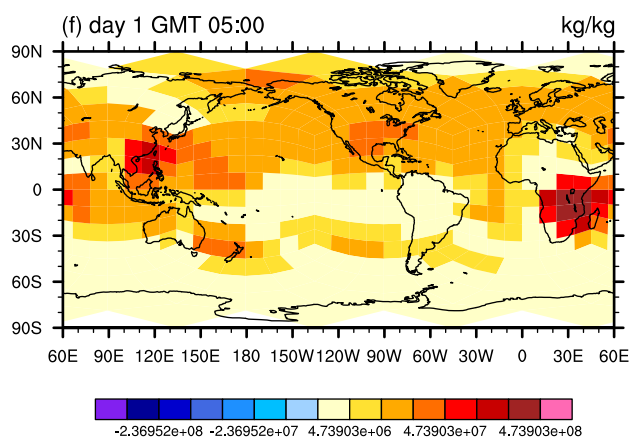 (f) day 1 GMT 05:00 kg/kg
90N
60N
30N
0
30S
60S
90S
60E 90E 120E 150E 180 150W 120W 90W 60W 30W 0 30E 60E
-2.36952e+08 -2.36952e+07 4.73903e+06 4.73903e+07 4.73903e+08